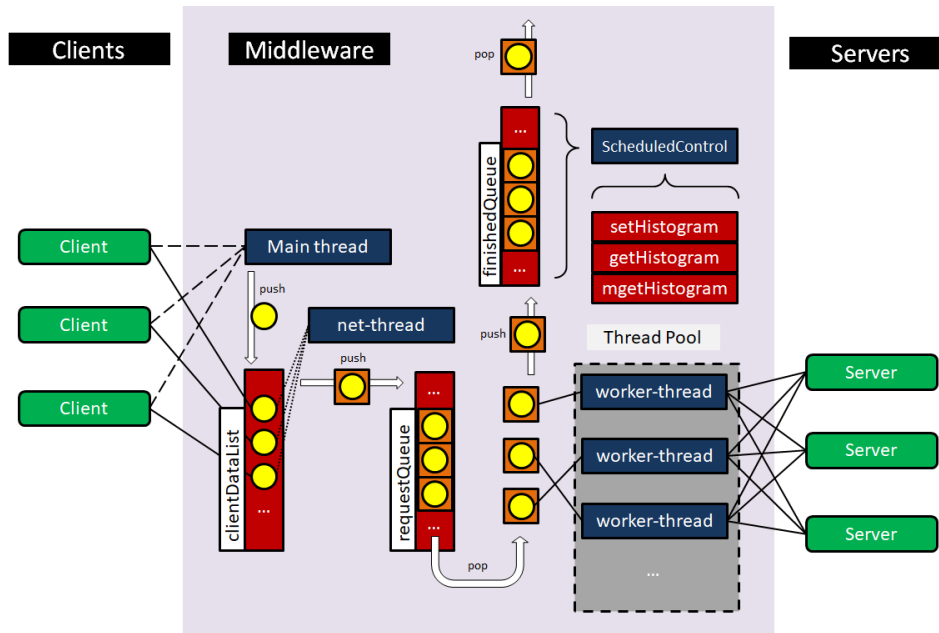 Clients
Middleware
Servers
pop
...
finishedQueue
...
ScheduledControl
setHistogram
getHistogram
mgetHistogram
Client
Client
Client
Main thread
push
net-thread
push
clientDataList
...
...
requestQueue
...
pop
push
Thread Pool
worker-thread
worker-thread
worker-thread
...
Server
Server
Server